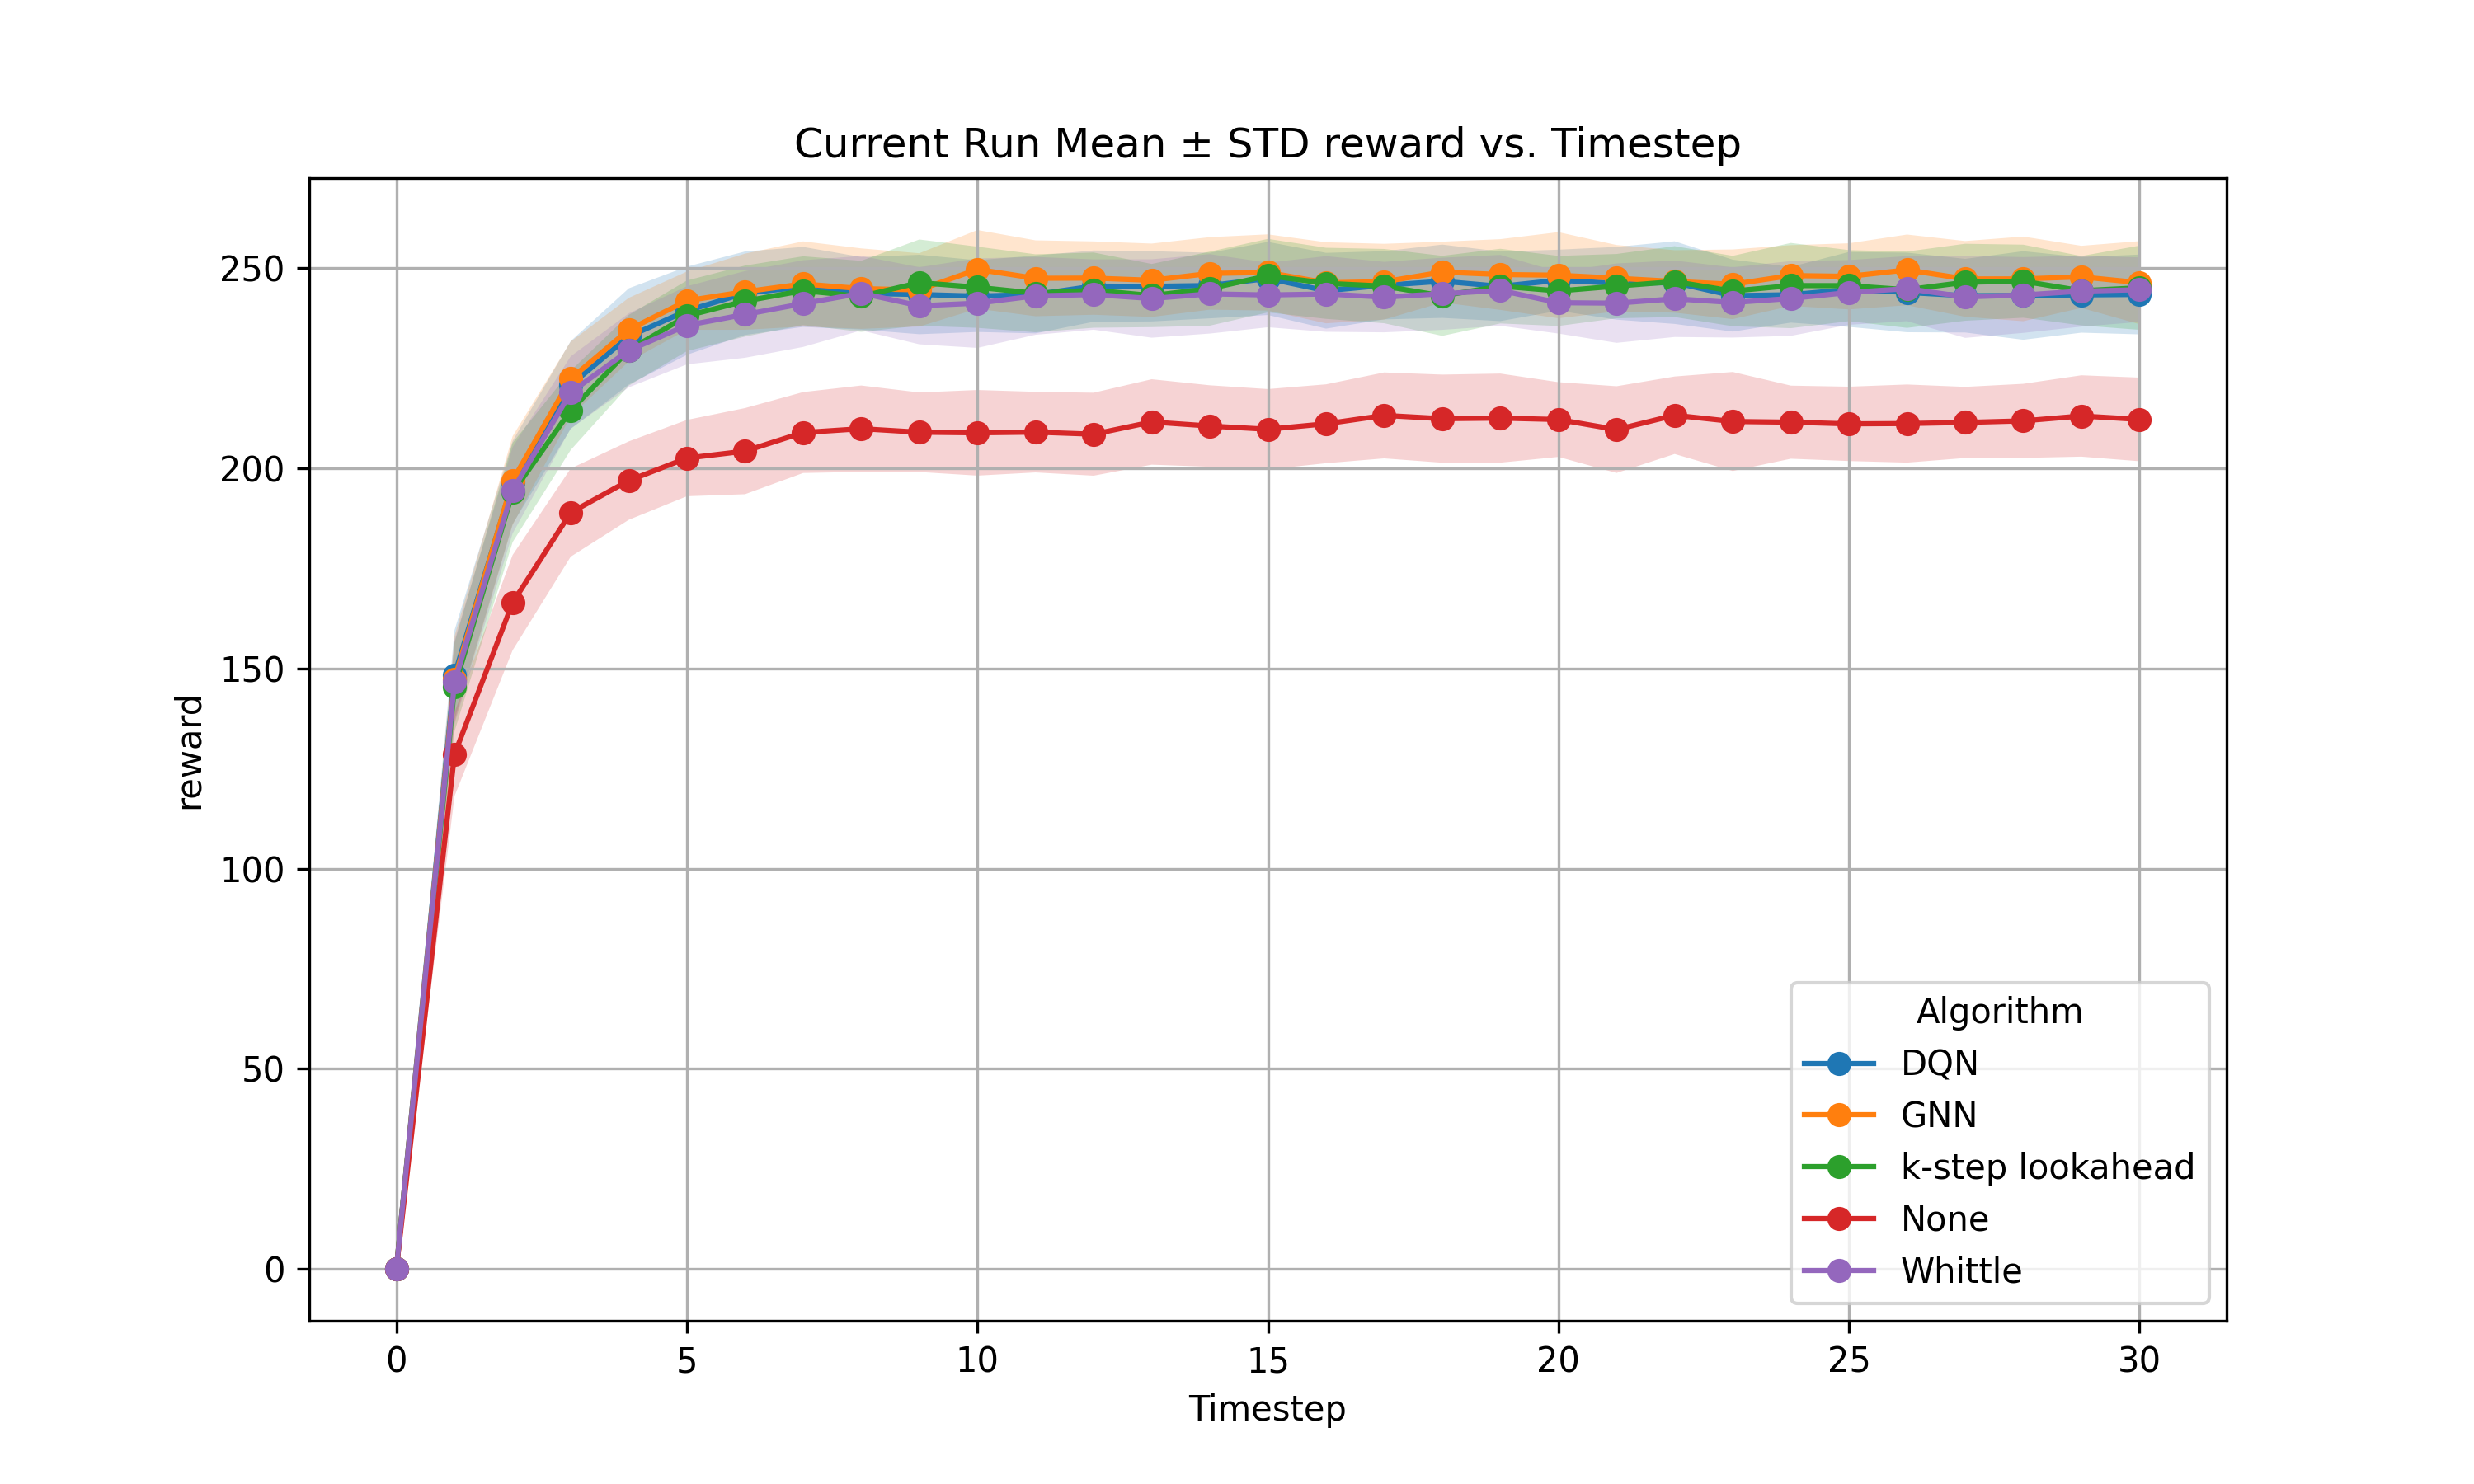 Current Run Mean ± STD reward vs. Timestep
reward
250
200
150
100
50
0
0 5 10 15 20 25 30
Timestep
Algorithm
DQN
GNN
k-step lookahead
None
Whittle